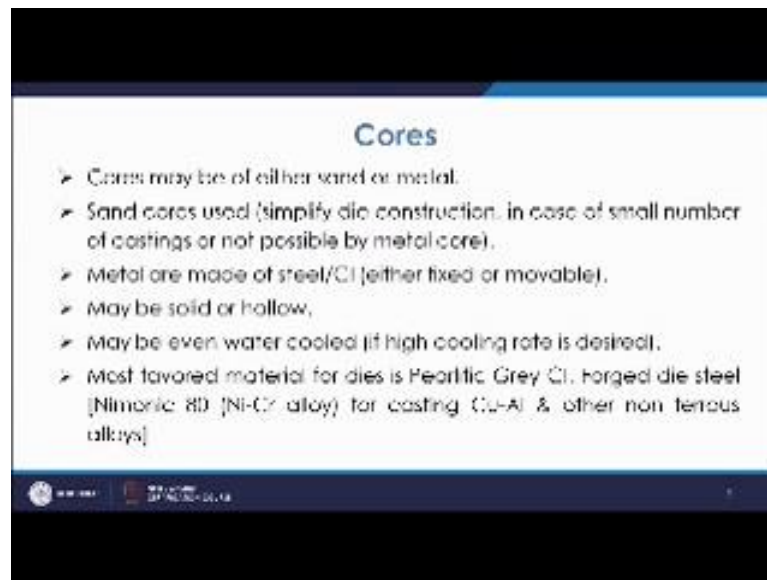 Cores
➢ Cores may be of either sand or metal.
➢ Sand cores used (simplify die construction, in case of small number
of castings or not possible by metal core).
➢ Metal are made of steel/CI (either fixed or movable).
➢ May be solid or hollow.
➢ May be even water cooled (if high cooling rate is desired).
➢ Most favored material for dies is Pearlitic Grey CI. Forged die steel
[Nimonic 80 (Ni-Cr alloy) for casting Cu-Al & other non ferrous
alloys]